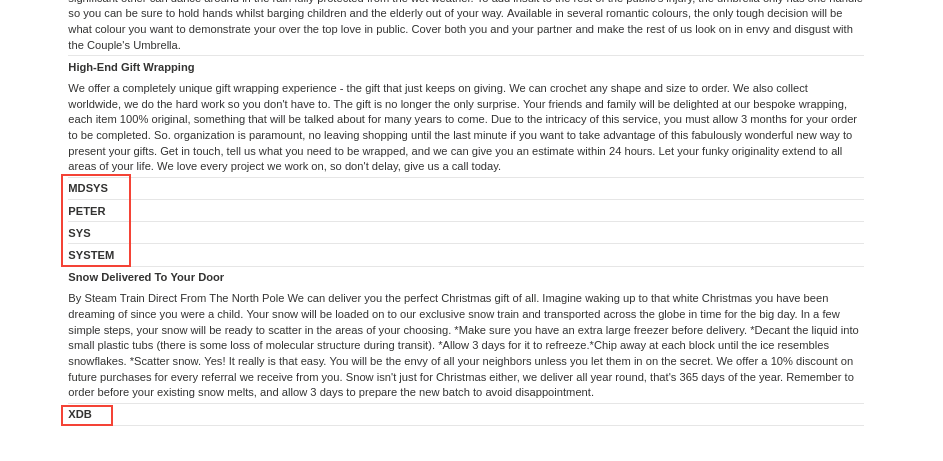 significant other can dance around in the rain fully protected from the wet weather. To add insult to the rest of the public's injury, the umbrella only has one handle
so you can be sure to hold hands whilst barging children and the elderly out of your way. Available in several romantic colours, the only tough decision will be
what colour you want to demonstrate your over the top love in public. Cover both you and your partner and make the rest of us look on in envy and disgust with
the Couple's Umbrella.
High-End Gift Wrapping
We offer a completely unique gift wrapping experience - the gift that just keeps on giving. We can crochet any shape and size to order. We also collect
worldwide, we do the hard work so you don't have to. The gift is no longer the only surprise. Your friends and family will be delighted at our bespoke wrapping,
each item 100% original, something that will be talked about for many years to come. Due to the intricacy of this service, you must allow 3 months for your order
to be completed. So. organization is paramount, no leaving shopping until the last minute if you want to take advantage of this fabulously wonderful new way to
present your gifts. Get in touch, tell us what you need to be wrapped, and we can give you an estimate within 24 hours. Let your funky originality extend to all
areas of your life. We love every project we work on, so don't delay, give us a call today.
MDSYS
PETER
SYS
SYSTEM
Snow Delivered To Your Door
By Steam Train Direct From The North Pole We can deliver you the perfect Christmas gift of all. Imagine waking up to that white Christmas you have been
dreaming of since you were a child. Your snow will be loaded on to our exclusive snow train and transported across the globe in time for the big day. In a few
simple steps, your snow will be ready to scatter in the areas of your choosing. *Make sure you have an extra large freezer before delivery. *Decant the liquid into
small plastic tubs (there is some loss of molecular structure during transit). *Allow 3 days for it to refreeze.*Chip away at each block until the ice resembles
snowflakes. *Scatter snow. Yes! It really is that easy. You will be the envy of all your neighbors unless you let them in on the secret. We offer a 10% discount on
future purchases for every referral we receive from you. Snow isn't just for Christmas either, we deliver all year round, that's 365 days of the year. Remember to
order before your existing snow melts, and allow 3 days to prepare the new batch to avoid disappointment.
XDB